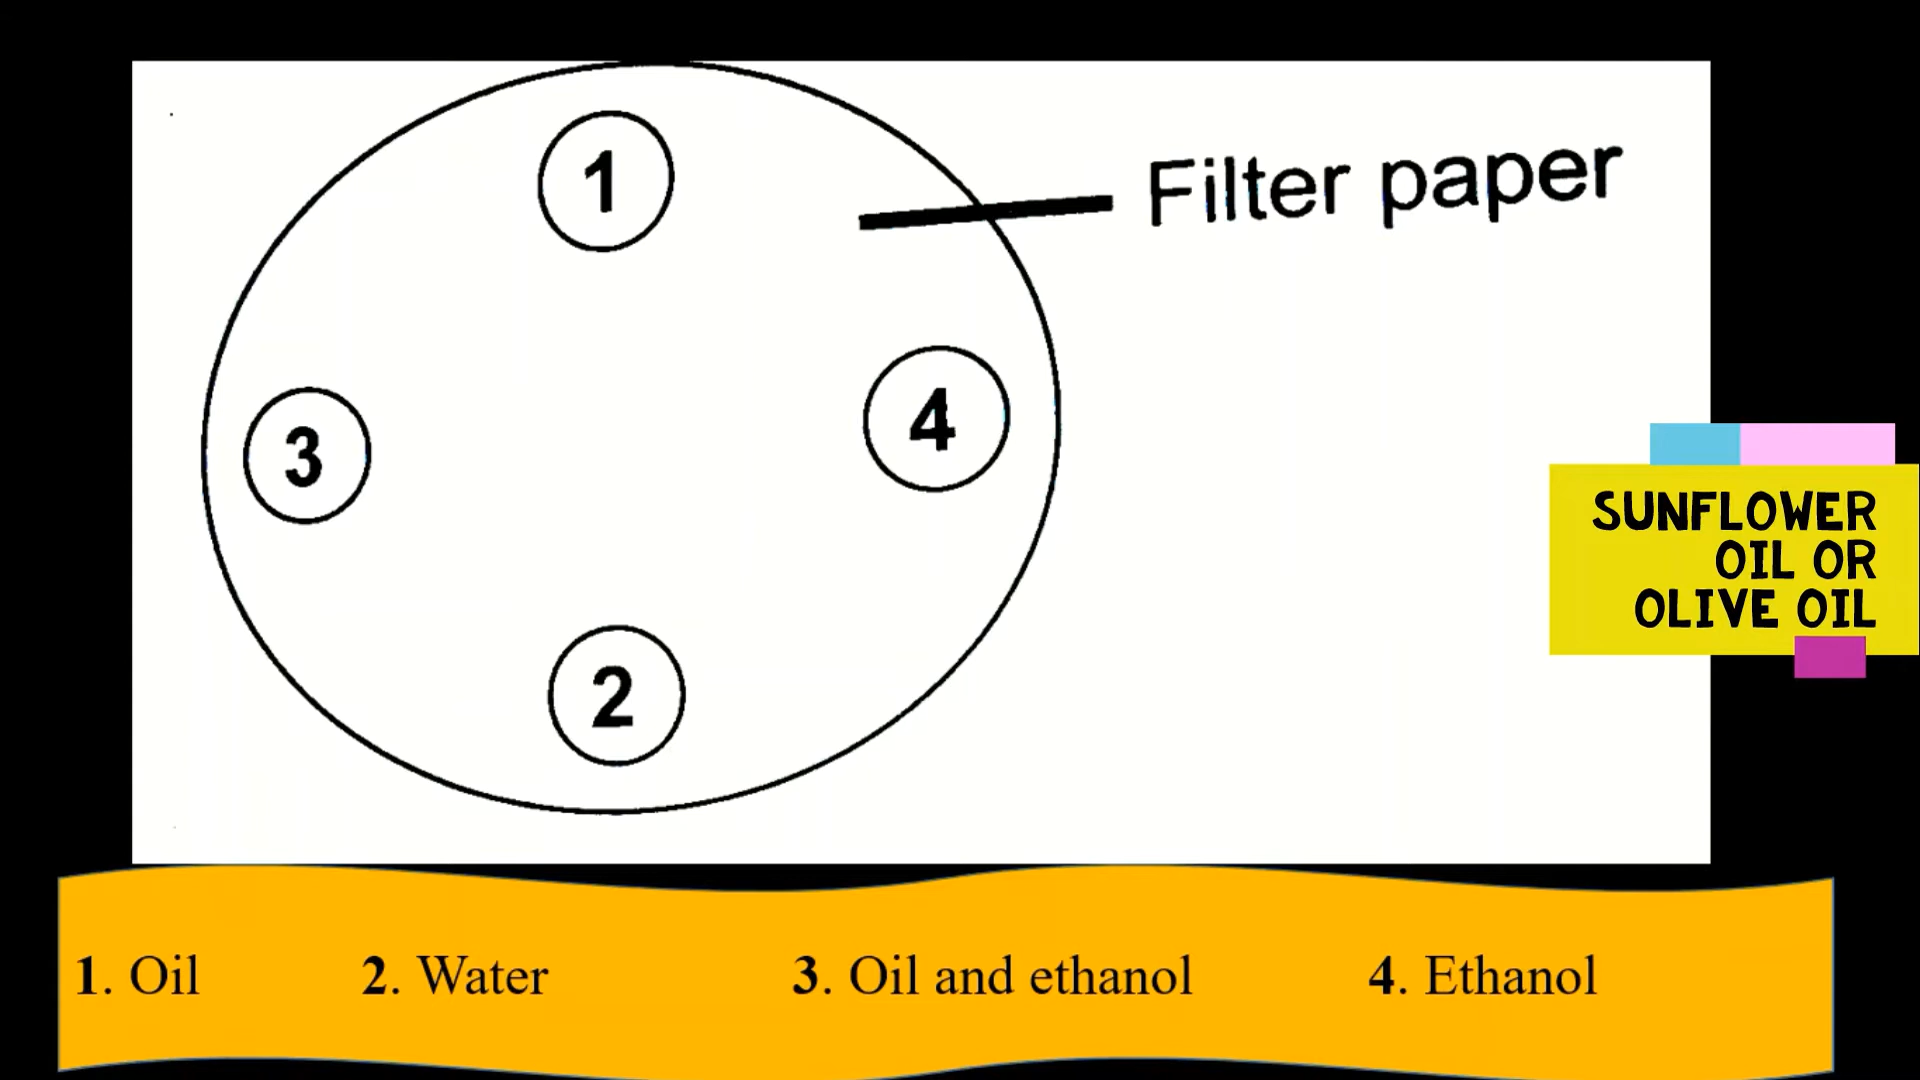 1
Filter paper
4
3
2
SUNFLOWER
OIL OR
OLIVE OIL
1. Oil 2. Water 3. Oil and ethanol 4. Ethanol